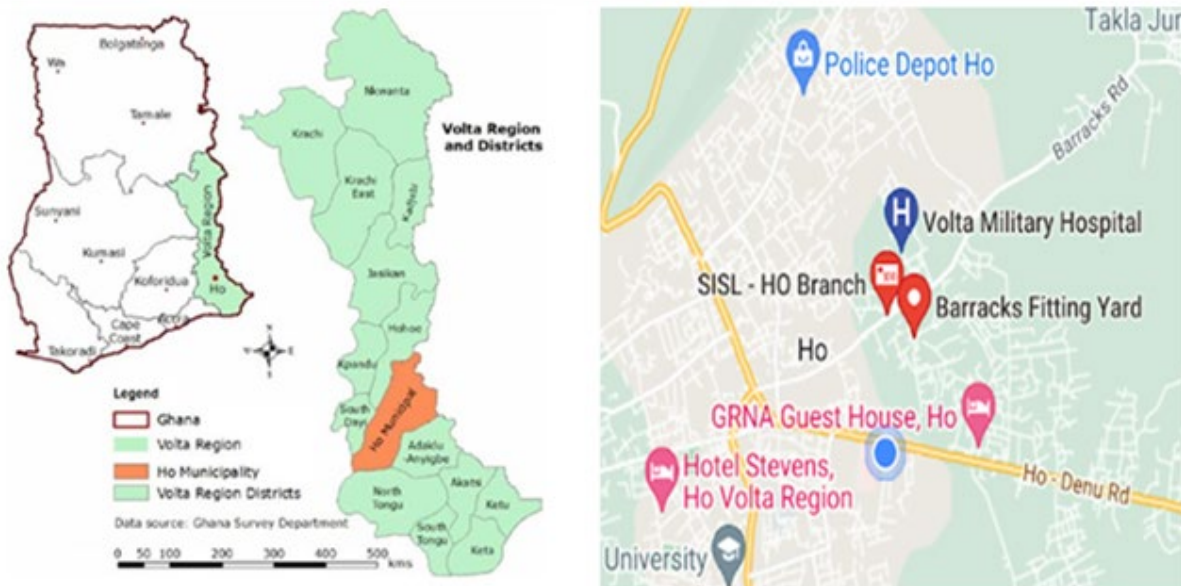 Bolgatanga
Wa
Tamale
Sunyani
Kumasi
Koforidua
Volta Region
Ho
Accra
Cape
Coast
Takoradi
N
W
E
S
Volta Region
and Districts
Nkwanta
Krachi
Krachi
East
Kadjebi
Jasikan
Hohoe
Kpandu
South
Dayi
Ho Municipal
Adaklu
-Anyigbe
North
Tongu
Akatsi
Ketu
South
Tongu
Keta
Legend
Ghana
Volta Region
Ho Municipality
Volta Region Districts
Data source: Ghana Survey Department
0 50 100 200 300 400 500
kms
Takla Jun
Police Depot Ho
Barracks Rd
H
Volta Military Hospital
SISL - HO Branch
Barracks Fitting Yard
Ho
GRNA Guest House, Ho
Hotel Stevens,
Ho Volta Region
Ho - Denu Rd
University